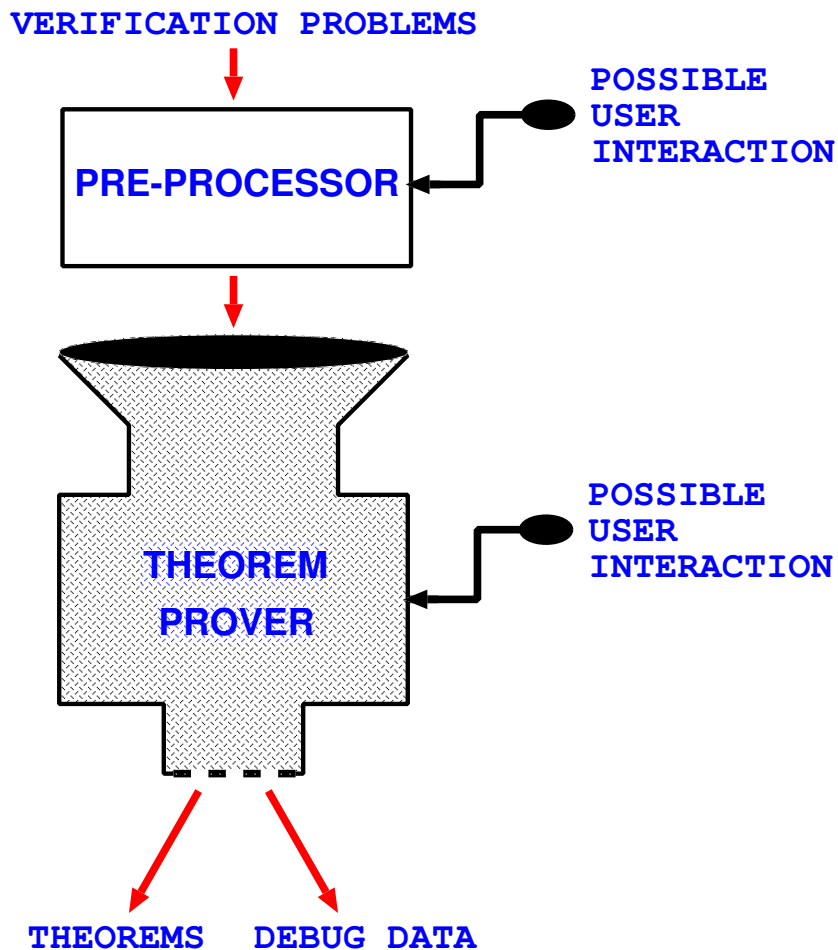 VERIFICATION PROBLEMS
POSSIBLE
USER
INTERACTION
PRE-PROCESSOR
POSSIBLE
USER
INTERACTION
THEOREM
PROVER
THEOREMS
DEBUG DATA